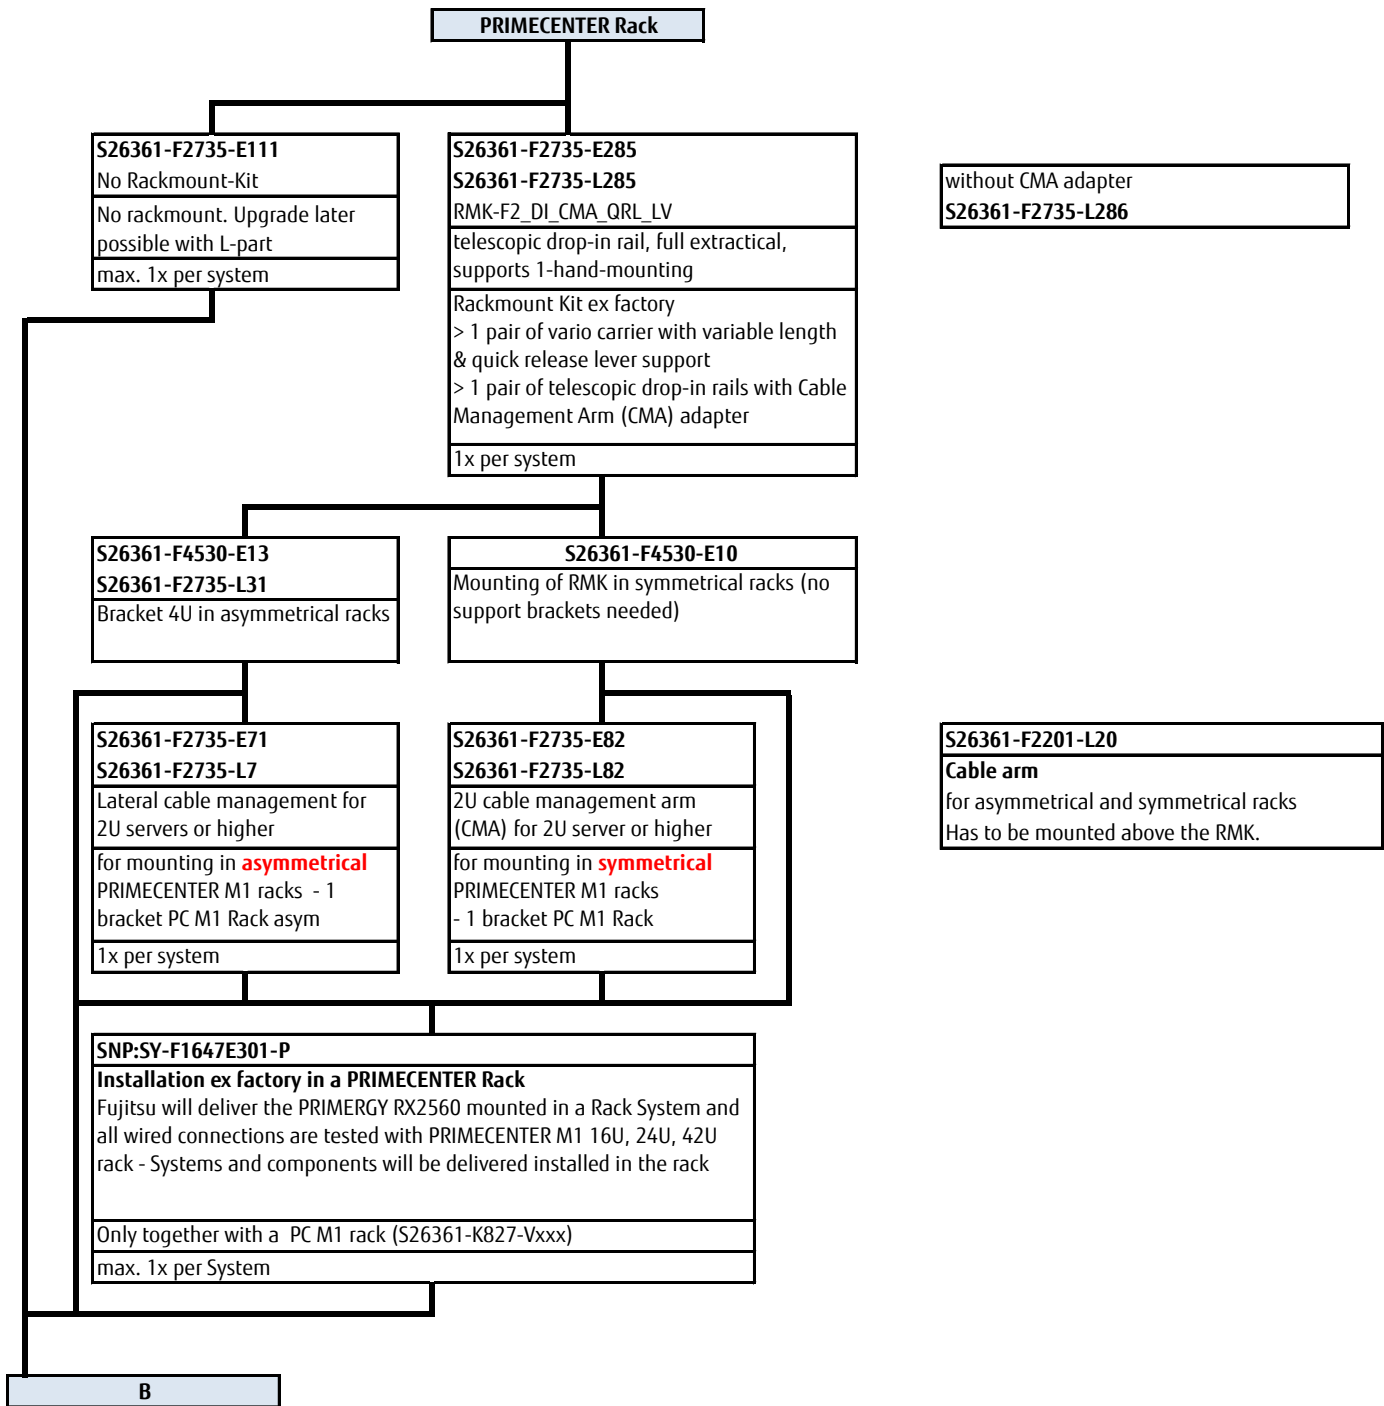 PRIMECENTER Rack
S26361-F2735-E111
No Rackmount-Kit
No rackmount. Upgrade later
possible with L-part
max. 1x per system
S26361-F2735-E285
S26361-F2735-L285
RMK-F2_DI_CMA_QRL_LV
telescopic drop-in rail, full extractical,
supports 1-hand-mounting
Rackmount Kit ex factory
> 1 pair of vario carrier with variable length
& quick release lever support
> 1 pair of telescopic drop-in rails with Cable
Management Arm (CMA) adapter
1x per system
without CMA adapter
S26361-F2735-L286
S26361-F4530-E13
S26361-F2735-L31
Bracket 4U in asymmetrical racks
S26361-F4530-E10
Mounting of RMK in symmetrical racks (no
support brackets needed)
S26361-F2735-E71
S26361-F2735-L7
Lateral cable management for
2U servers or higher
for mounting in asymmetrical
PRIMECENTER M1 racks - 1
bracket PC M1 Rack asym
1x per system
S26361-F2735-E82
S26361-F2735-L82
2U cable management arm
(CMA) for 2U server or higher
for mounting in symmetrical
PRIMECENTER M1 racks
- 1 bracket PC M1 Rack
1x per system
S26361-F2201-L20
Cable arm
for asymmetrical and symmetrical racks
Has to be mounted above the RMK.
SNP:SY-F1647E301-P
Installation ex factory in a PRIMECENTER Rack
Fujitsu will deliver the PRIMERGY RX2560 mounted in a Rack System and
all wired connections are tested with PRIMECENTER M1 16U, 24U, 42U
rack - Systems and components will be delivered installed in the rack
Only together with a PC M1 rack (S26361-K827-Vxxx)
max. 1x per System
B